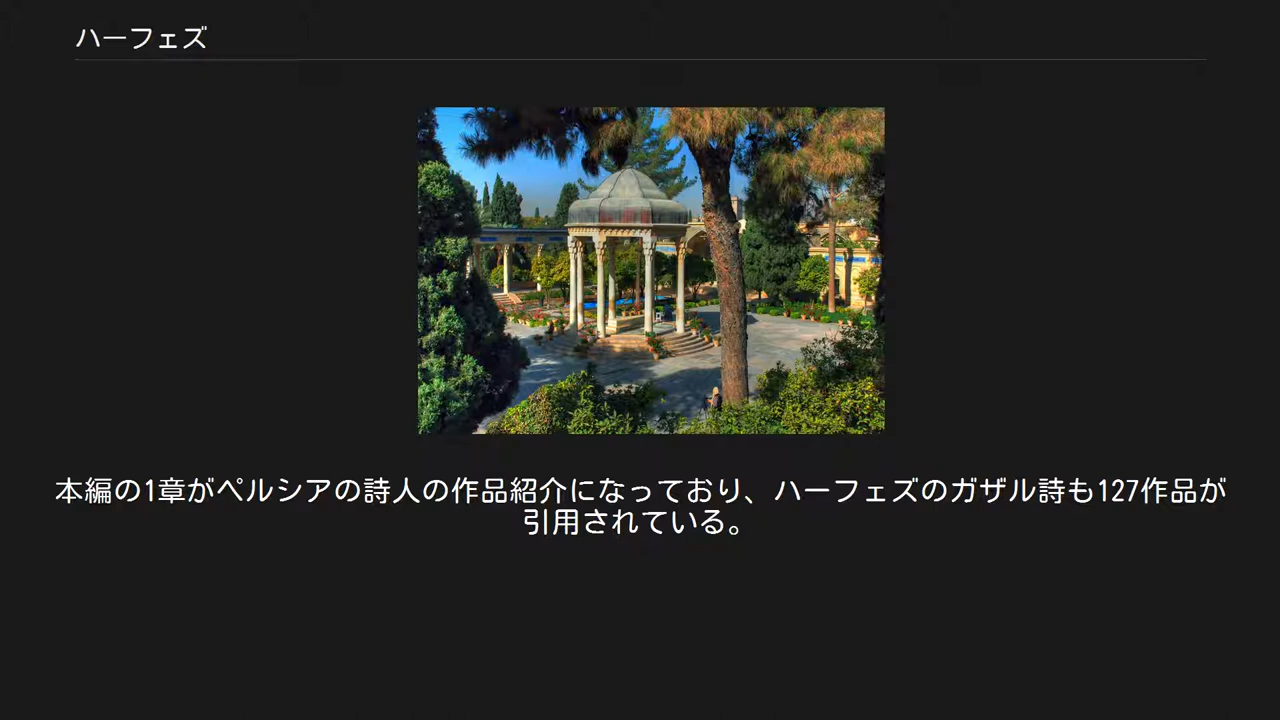 ハーフェズ
本編の1章がペルシアの詩人の作品紹介になっており、ハーフェズのガザル詩も127作品が
引用されている。